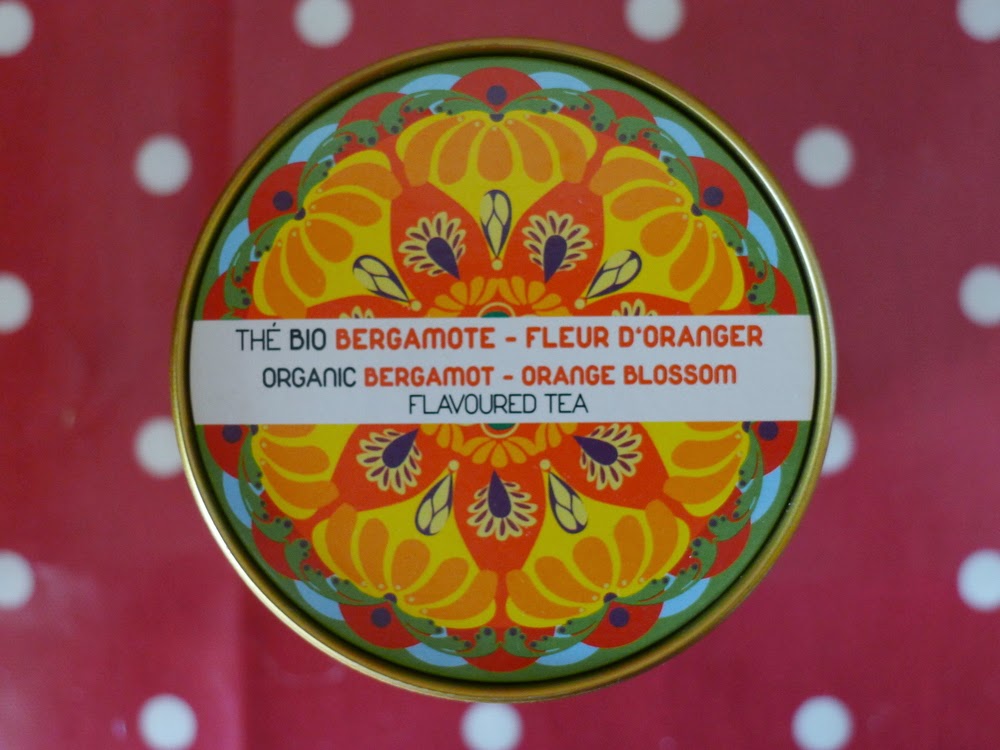 THÉ BIO BERGAMOTE - FLEUR D'ORANGER
ORGANIC BERGAMOT - ORANGE BLOSSOM
FLAVOURED TEA